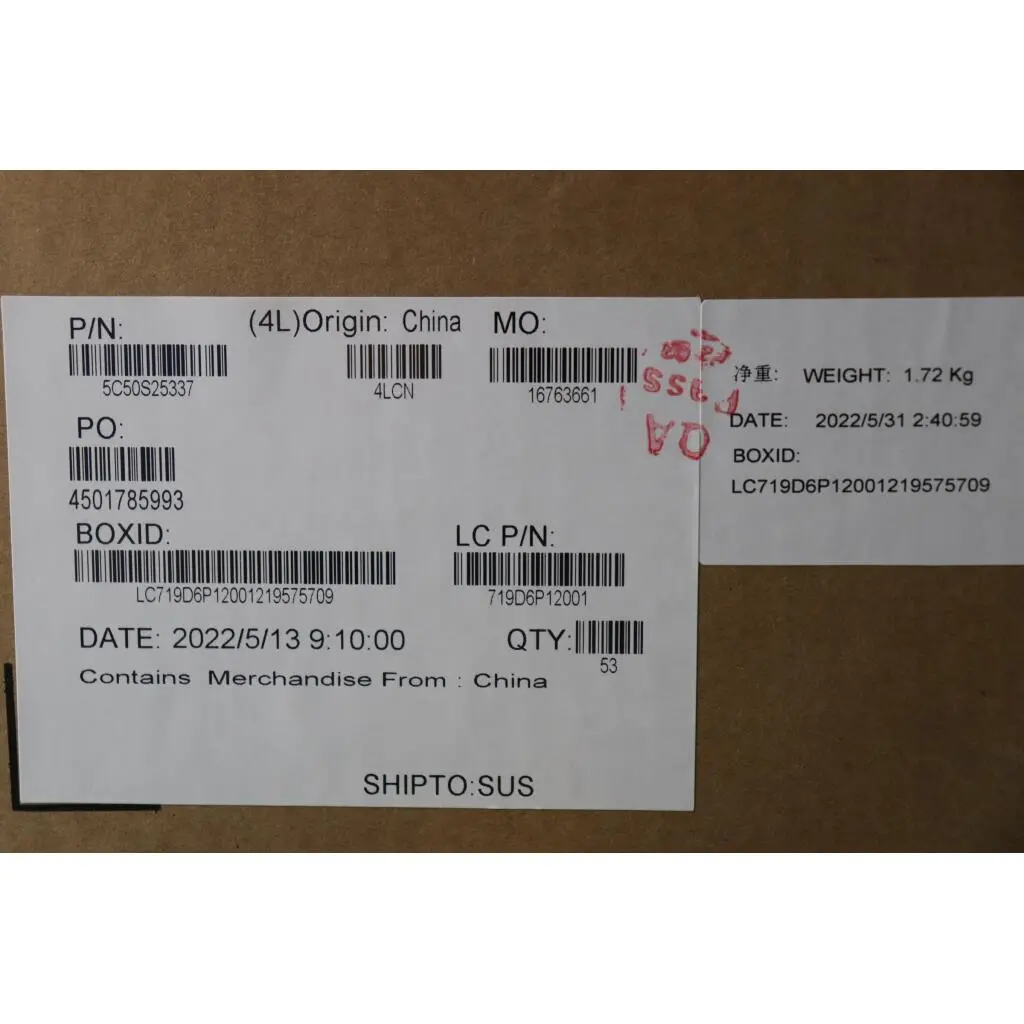 P/N:
5C50S25337
(4L)Origin: China
4LCN
MO:
16763661
PO:
4501785993
BOXID:
LC719D6P12001219575709
LC P/N:
719D6P12001
DATE: 2022/5/13 9:10:00
QTY:
53
Contains Merchandise From : China
SHIPTO:SUS
QA
Pass
净重: WEIGHT: 1.72 Kg
DATE: 2022/5/31 2:40:59
BOXID:
LC719D6P12001219575709